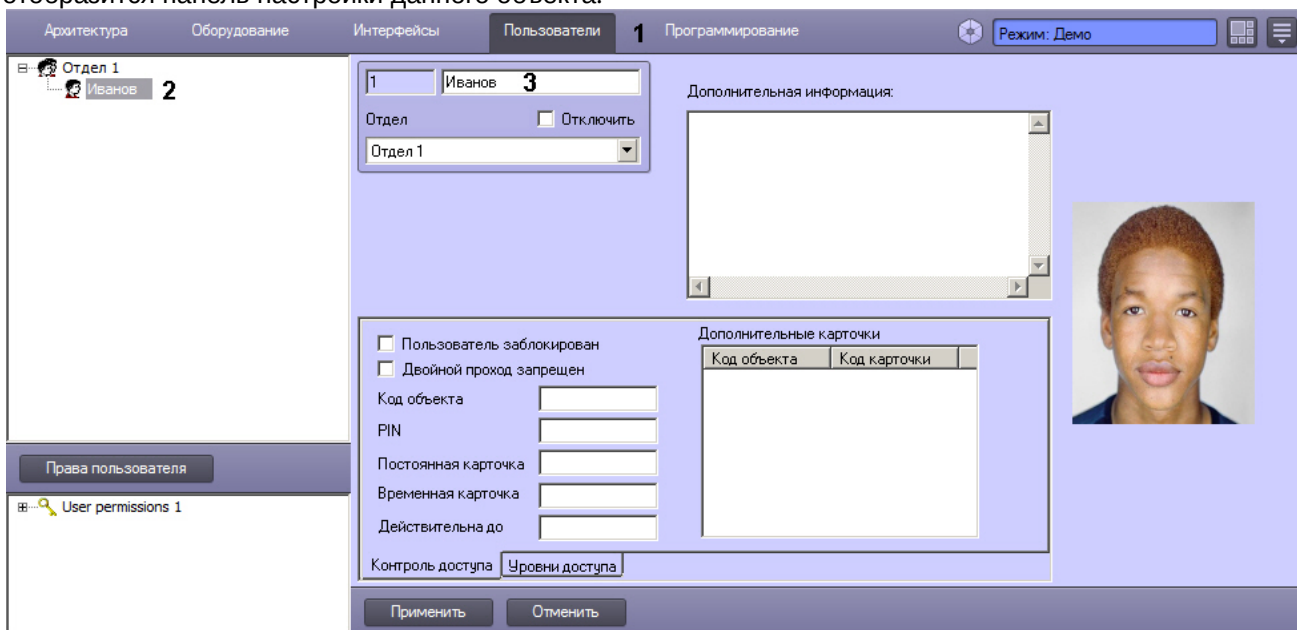 отобразится панель настройки данного объекта.
Архитектура Оборудование Интерфейсы Пользователи 1 Программирование Режим: Демо
Отдел 1
Иванов 2
1 Иванов 3
Отдел Отключить
Отдел 1
Дополнительная информация:
Пользователь заблокирован
Двойной проход запрещен
Код объекта
PIN
Постоянная карточка
Временная карточка
Действительна до
Дополнительные карточки
Код объекта Код карточки
Контроль доступа Уровни доступа
Права пользователя
User permissions 1
Применить Отменить